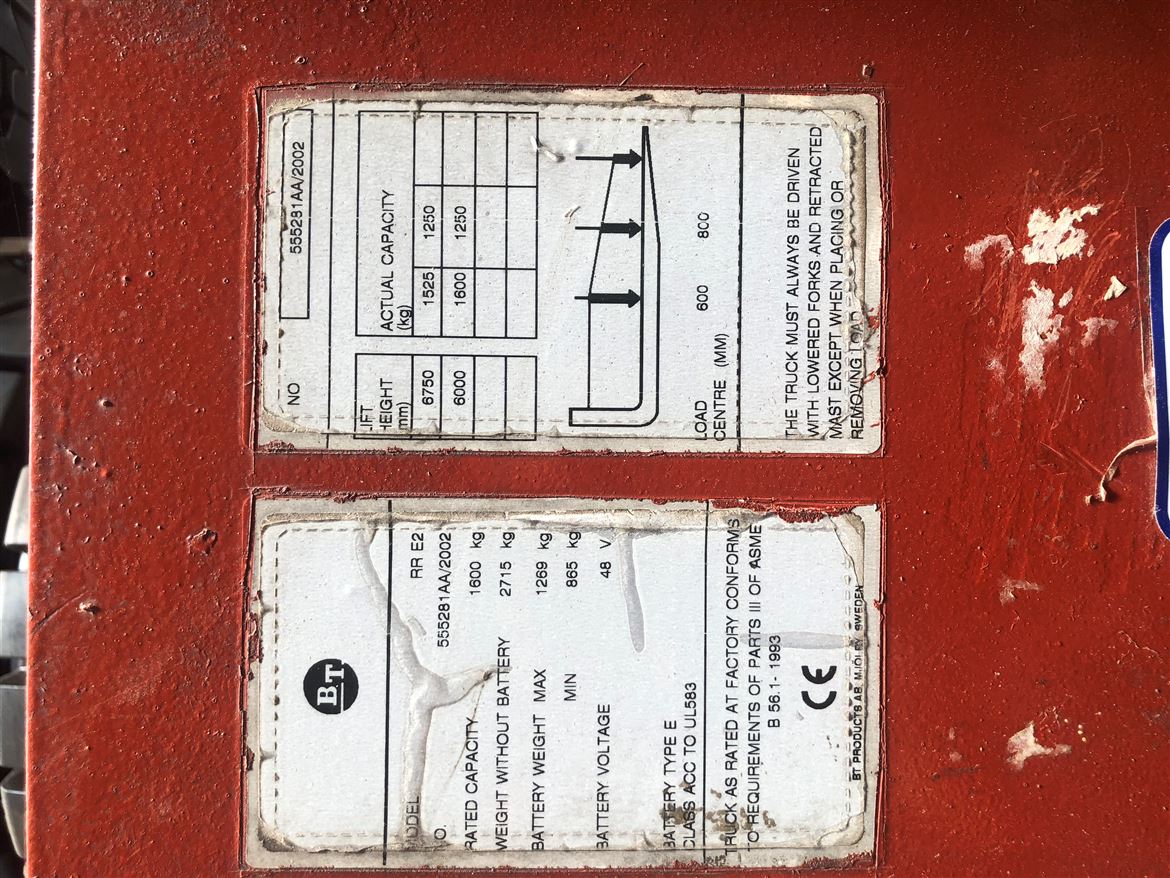 BT
MODEL RR E2
NO. 555281AA/2002
RATED CAPACITY 1600 kg
WEIGHT WITHOUT BATTERY 2715 kg
BATTERY WEIGHT MAX 1269 kg
MIN 865 kg
BATTERY VOLTAGE 48 V
BATTERY TYPE E
CLASS ACC TO UL583
TRUCK AS RATED AT FACTORY CONFORMS
TO REQUIREMENTS OF PARTS III OF ASME
B 56.1- 1993
CE
BT PRODUCTS AB, MJÖLBY, SWEDEN
NO 555281AA/2002
LIFT HEIGHT (mm) ACTUAL CAPACITY (kg)
6750 1525 1250
6000 1600 1250
LOAD
CENTRE (MM) 600 800
THE TRUCK MUST ALWAYS BE DRIVEN
WITH LOWERED FORKS AND RETRACTED
MAST EXCEPT WHEN PLACING OR
REMOVING LOAD